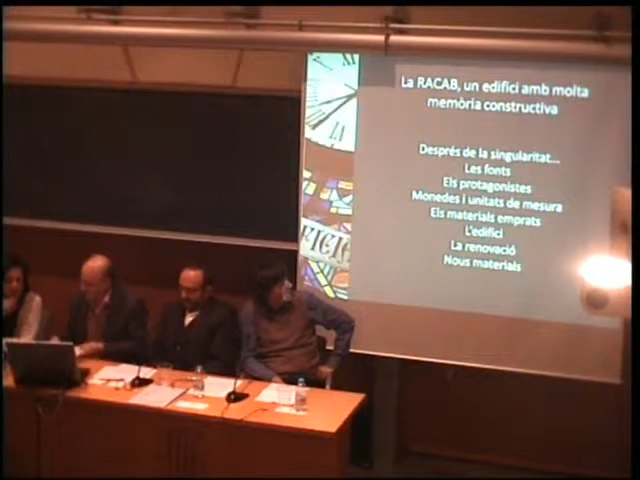 La RACAB, un edifici amb molta
memòria constructiva
Després de la singularitat...
Les fonts
Els protagonistes
Monedes i unitats de mesura
Els materials emprats
L'edifici
La renovació
Nous materials